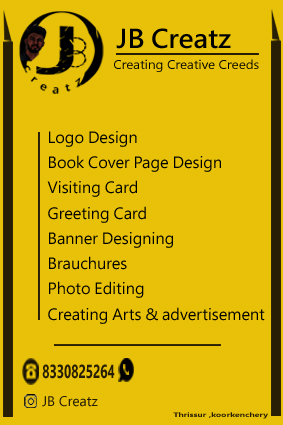 JB
creatz
JB Creatz
Creating Creative Creeds
Logo Design
Book Cover Page Design
Visiting Card
Greeting Card
Banner Designing
Brauchures
Photo Editing
Creating Arts & advertisement
8330825264
JB Creatz
Thrissur ,koorkenchery